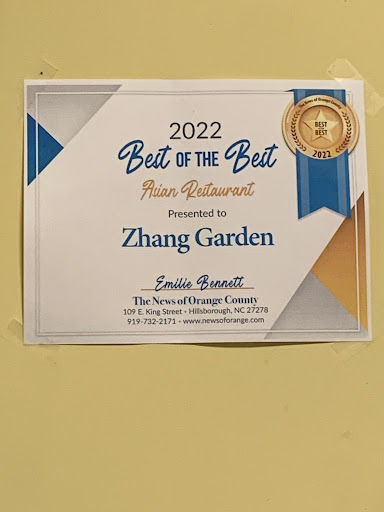 The News of Orange County
BEST
OF THE
BEST
2022
2022
Best OF THE Best
Asian Restaurant
Presented to
Zhang Garden
Emilie Bennett
The News of Orange County
109 E. King Street • Hillsborough, NC 27278
919-732-2171 • www.newsoforange.com